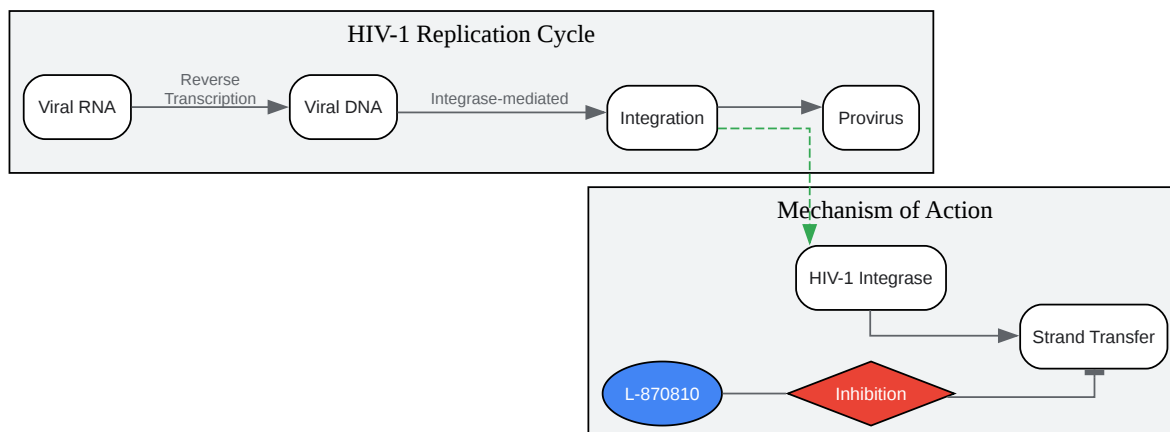 HIV-1 Replication Cycle
Reverse
Transcription
Viral RNA
Viral DNA
Integrase-mediated
Integration
Provirus
Mechanism of Action
HIV-1 Integrase
Strand Transfer
L-870810
Inhibition